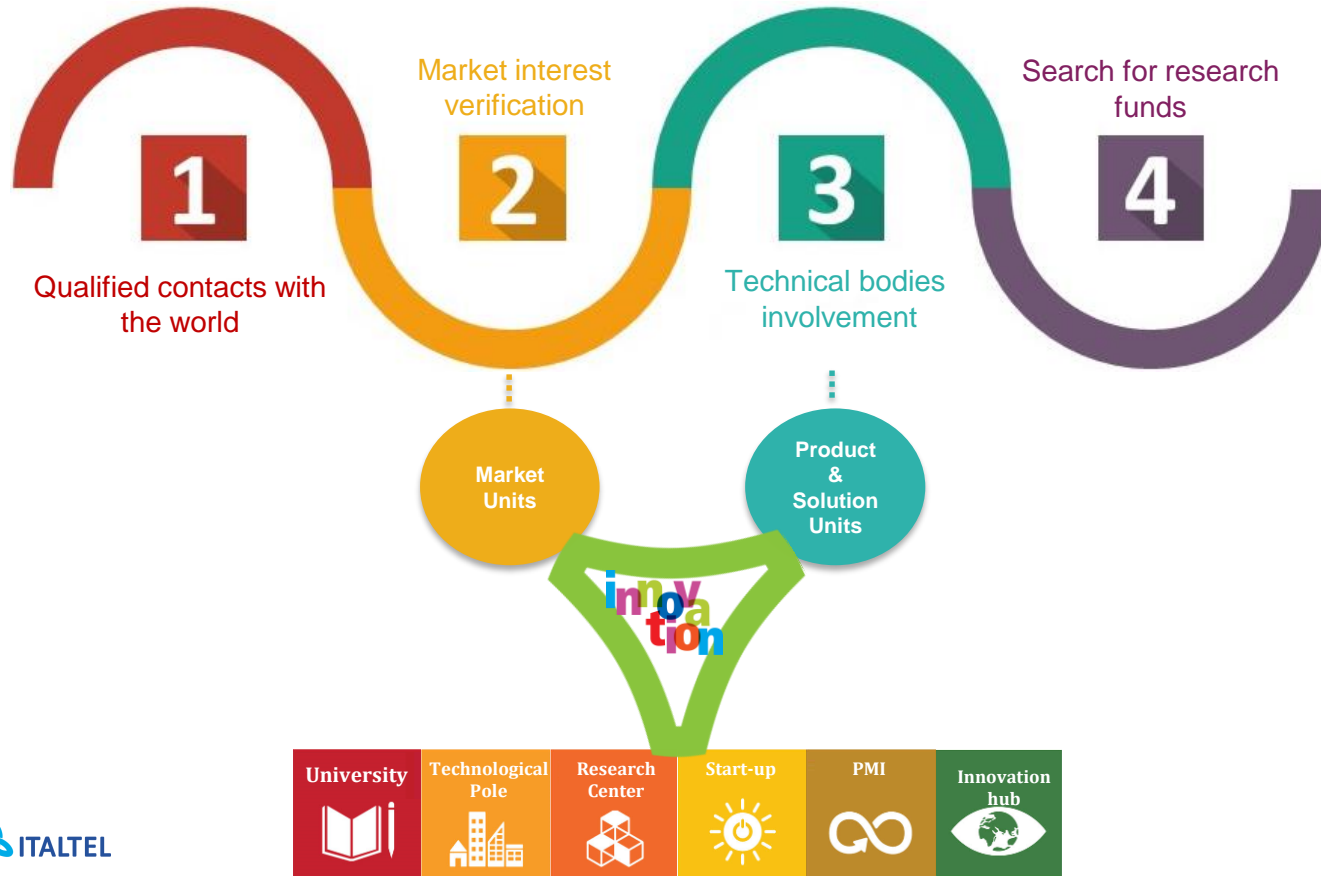 Market interest
verification
Search for research
funds
1
2
3
4
Qualified contacts with
the world
Technical bodies
involvement
Market
Units
Product
&
Solution
Units
innovation
University
Technological
Pole
Research
Center
Start-up
PMI
Innovation
hub
ITALTEL